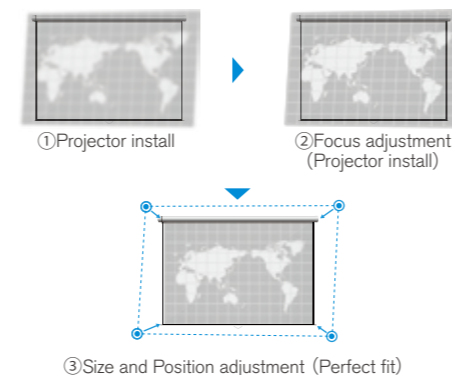 ①Projector install
②Focus adjustment
(Projector install)
③Size and Position adjustment (Perfect fit)